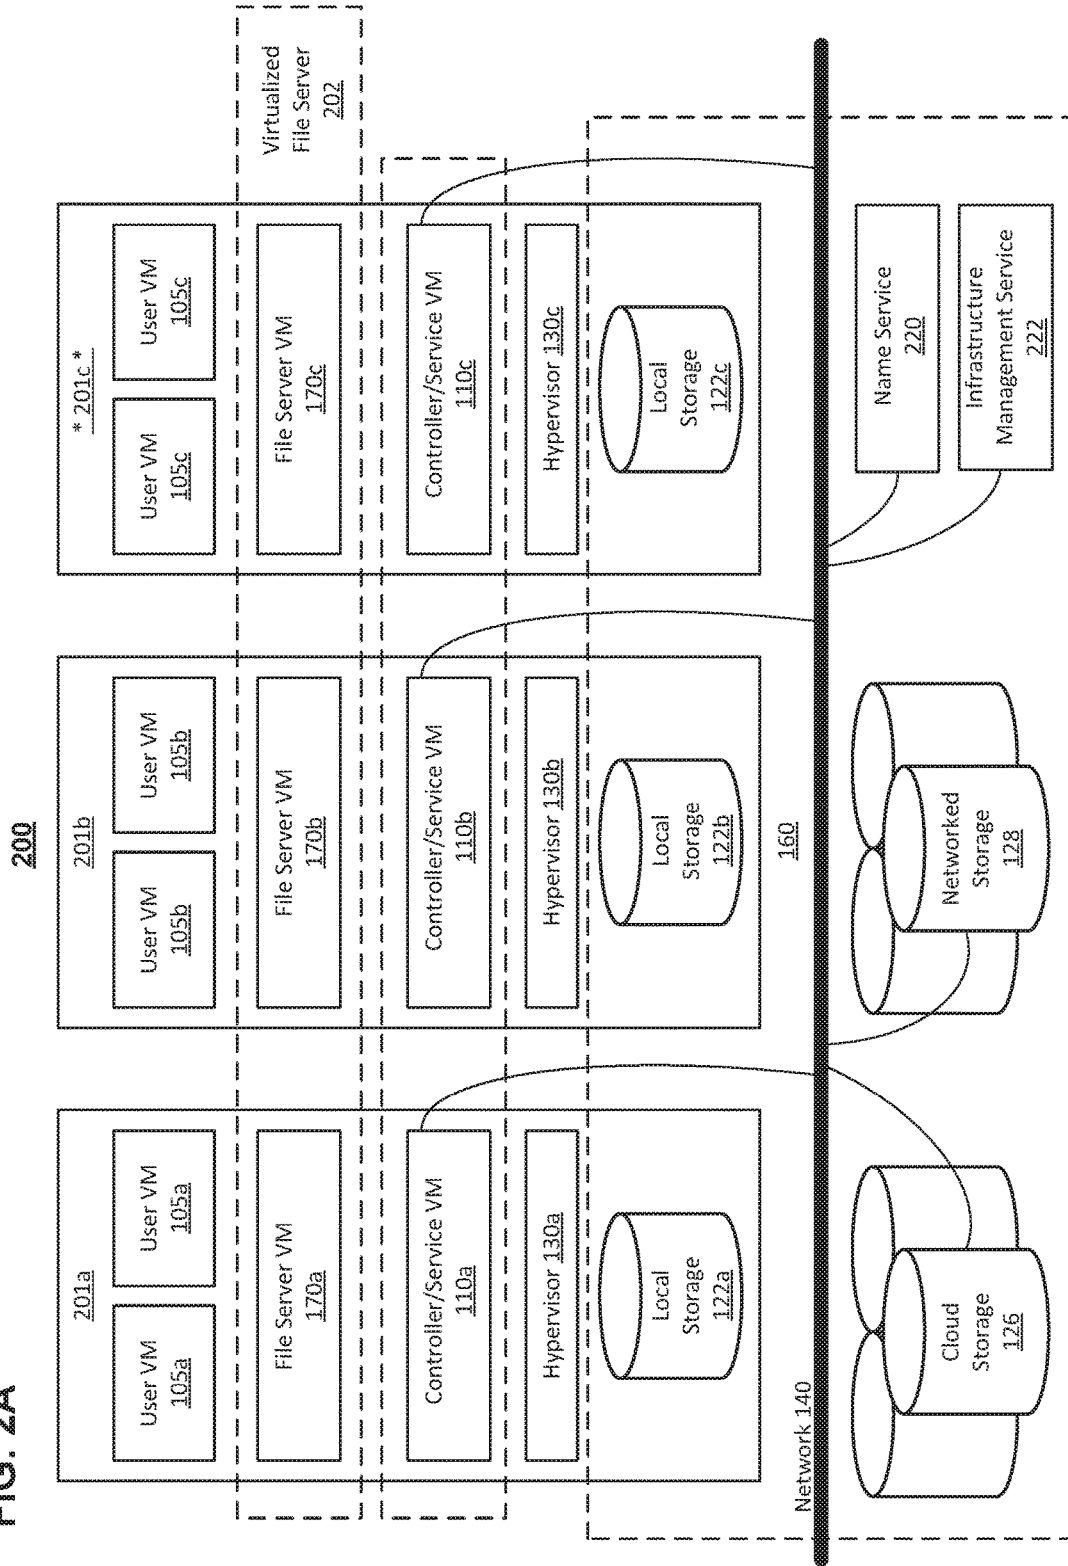 FIG. 2A
200
201a
User VM
105a
User VM
105a
File Server VM
170a
Controller/Service VM
110a
Hypervisor 130a
Local
Storage
122a
201b
User VM
105b
User VM
105b
File Server VM
170b
Controller/Service VM
110b
Hypervisor 130b
Local
Storage
122b
* 201c *
User VM
105c
User VM
105c
File Server VM
170c
Controller/Service VM
110c
Hypervisor 130c
Local
Storage
122c
Virtualized
File Server
202
160
Network 140
Cloud
Storage
126
Networked
Storage
128
Name Service
220
Infrastructure
Management Service
222